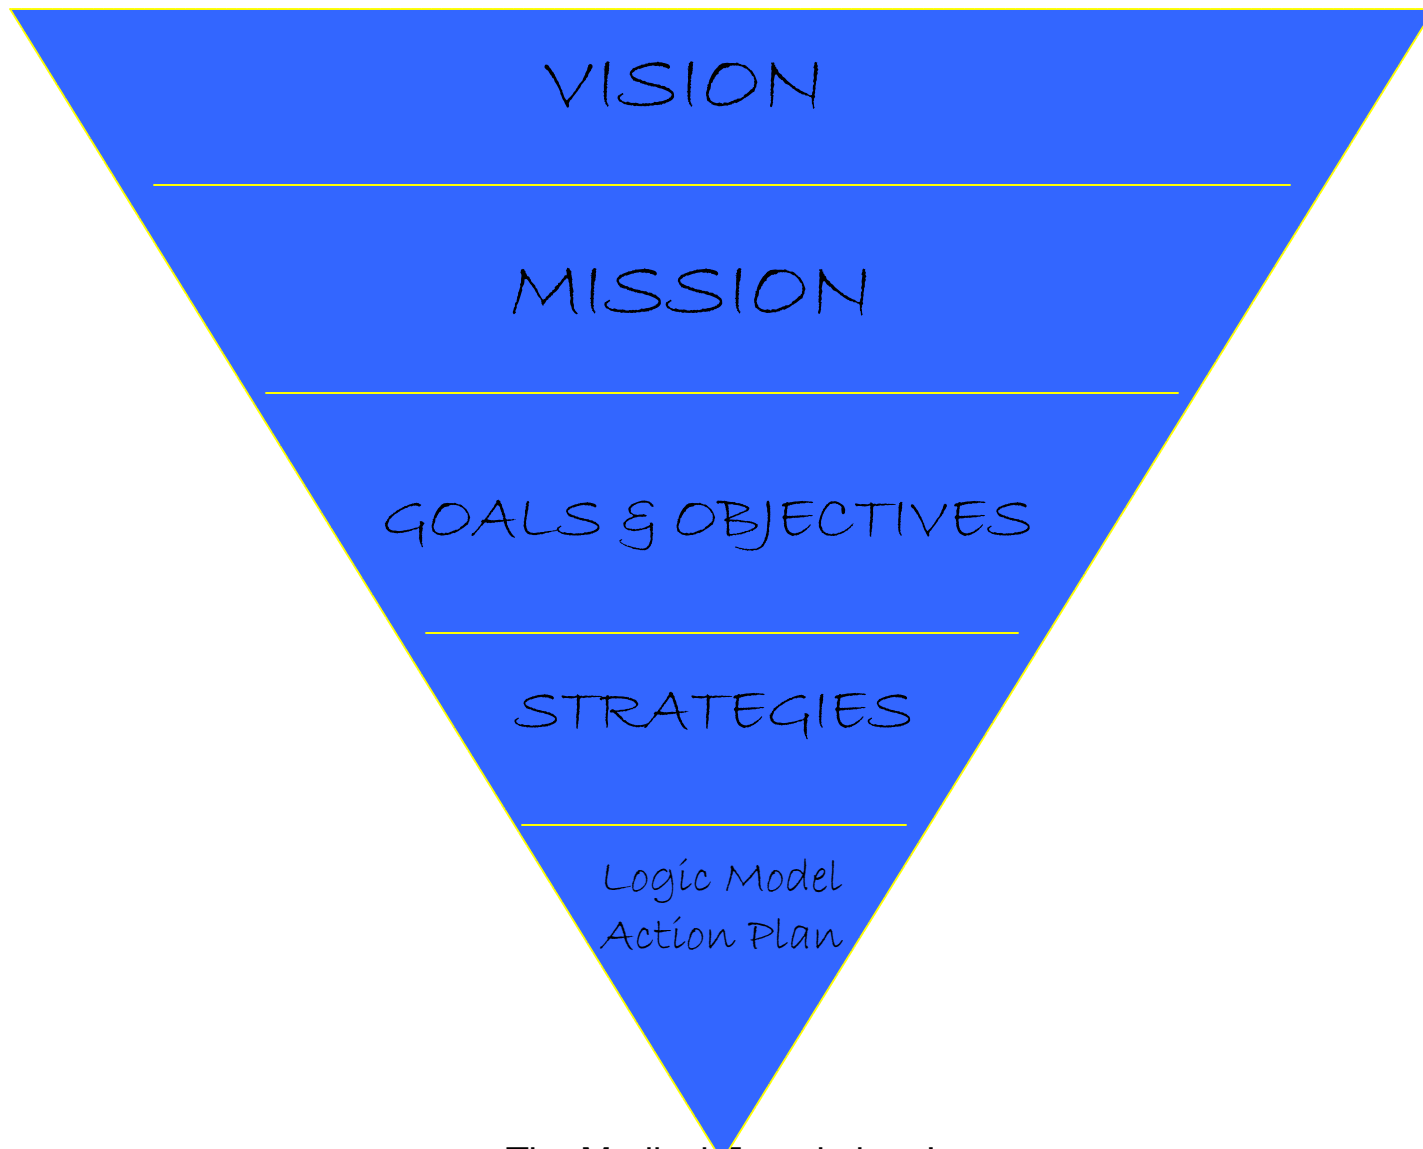 VISION
MISSION
GOALS & OBJECTIVES
STRATEGIES
Logic Model
Action Plan